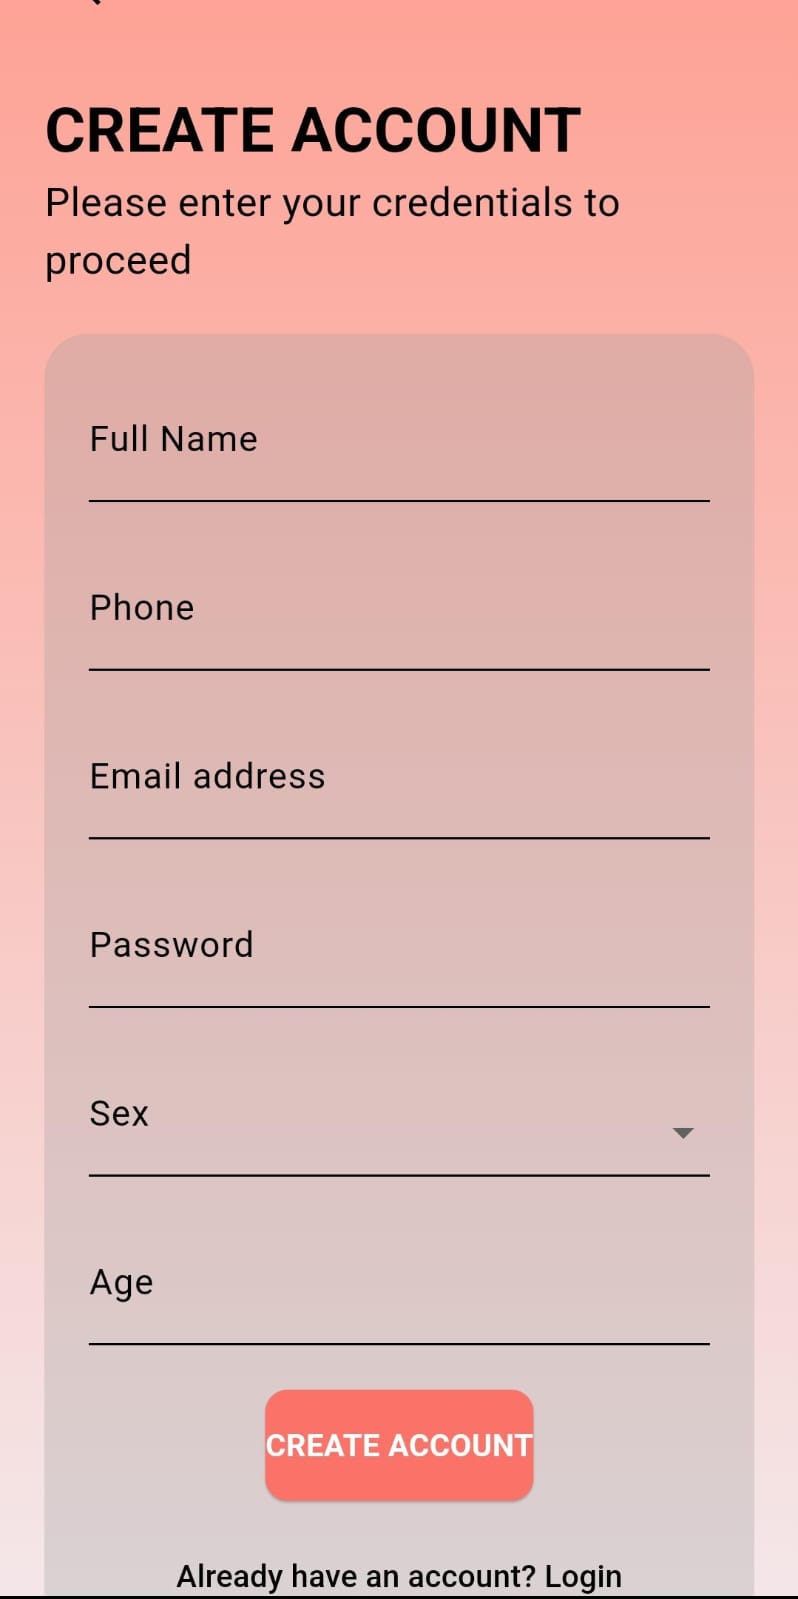 CREATE ACCOUNT
Please enter your credentials to
proceed
Full Name
Phone
Email address
Password
Sex
Age
CREATE ACCOUNT
Already have an account? Login